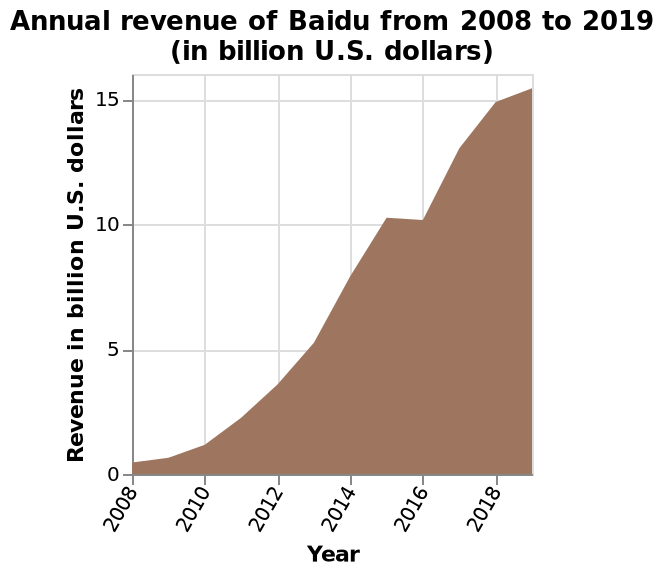 Annual revenue of Baidu from 2008 to 2019
(in billion U.S. dollars)
Revenue in billion U.S. dollars
15
10
5
0
2008
2010
2012
2014
2016
2018
Year